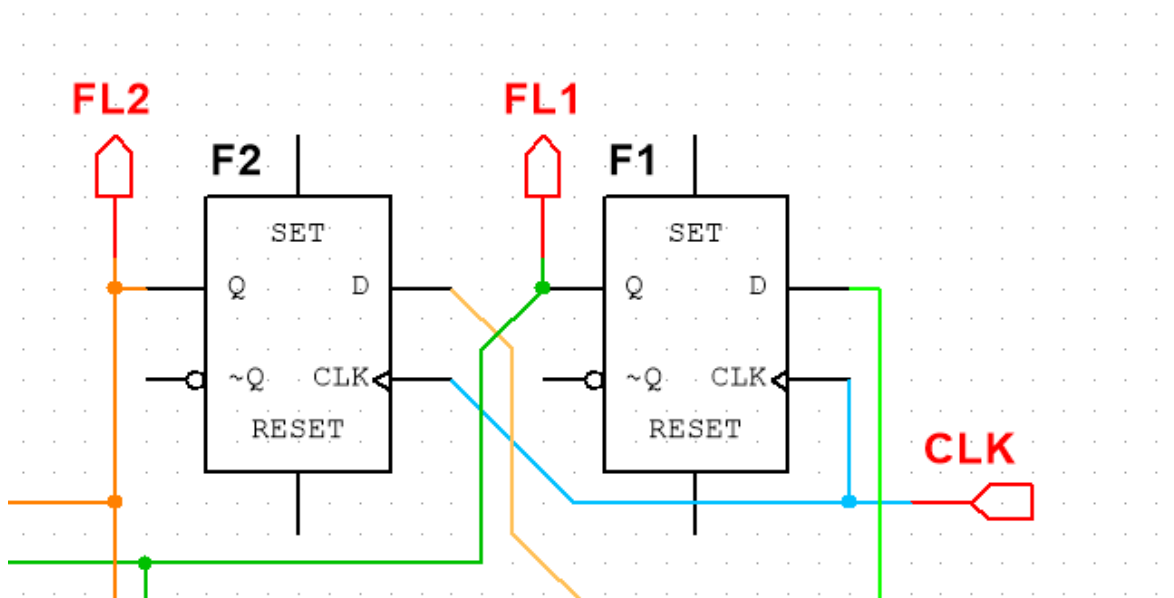 FL2
FL1
F2
F1
SET
SET
Q D
Q D
~Q CLK
~Q CLK
RESET
RESET
CLK